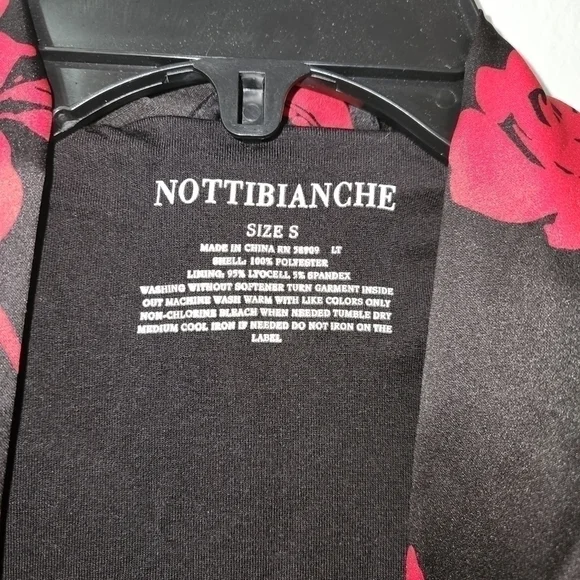 NOTTIBIANCHE
SIZE S
MADE IN CHINA RN 58909 LT
SHELL: 100% POLYESTER
LINING: 95% LYOCELL 5% SPANDEX
WASHING WITHOUT SOFTENER TURN GARMENT INSIDE
OUT MACHINE WASH WARM WITH LIKE COLORS ONLY
NON-CHLORINE BLEACH WHEN NEEDED TUMBLE DRY
MEDIUM COOL IRON IF NEEDED DO NOT IRON ON THE
LABEL